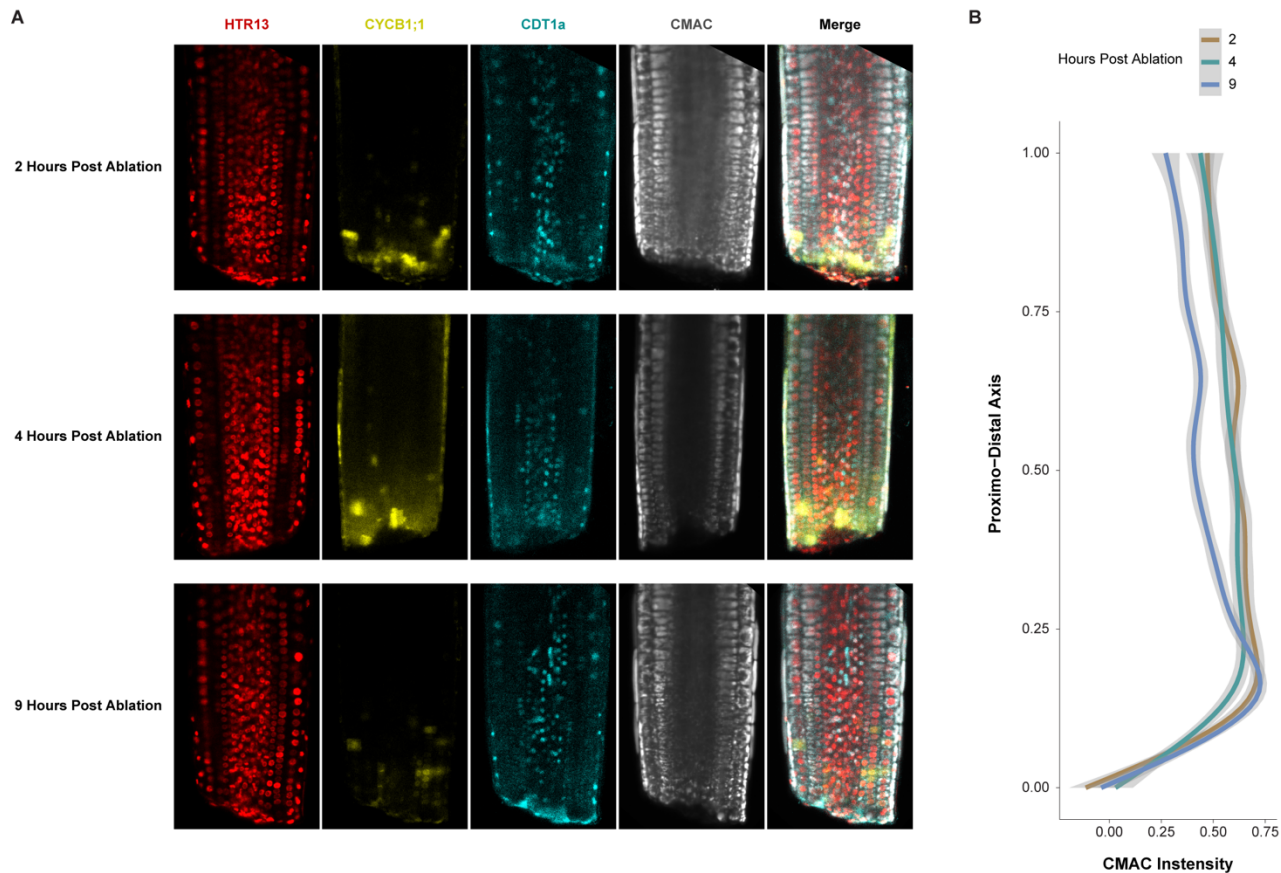 A
HTR13
CYCB1;1
CDT1a
CMAC
Merge
2 Hours Post Ablation
4 Hours Post Ablation
9 Hours Post Ablation
B
Hours Post Ablation
2
4
9
1.00
0.75
0.50
0.25
0.00
Proximo-Distal Axis
0.00 0.25 0.50 0.75
CMAC Instensity